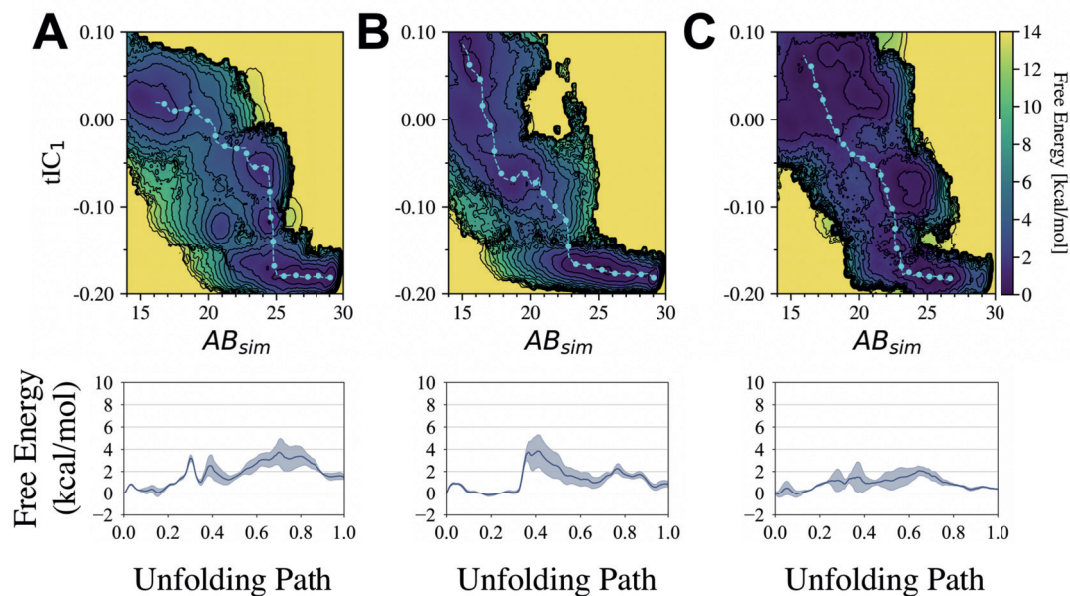 A B C
0.10 0.10 0.10 14
12
0.00 0.00 0.00 10
8
6
-0.10 -0.10 -0.10 4
2
-0.20 -0.20 -0.20 0
tIC1
Free Energy [kcal/mol]
15 20 25 30 15 20 25 30 15 20 25 30
ABsim ABsim ABsim
10 10 10
8 8 8
6 6 6
4 4 4
2 2 2
0 0 0
−2 −2 −2
Free Energy
(kcal/mol)
0.0 0.2 0.4 0.6 0.8 1.0 0.0 0.2 0.4 0.6 0.8 1.0 0.0 0.2 0.4 0.6 0.8 1.0
Unfolding Path Unfolding Path Unfolding Path